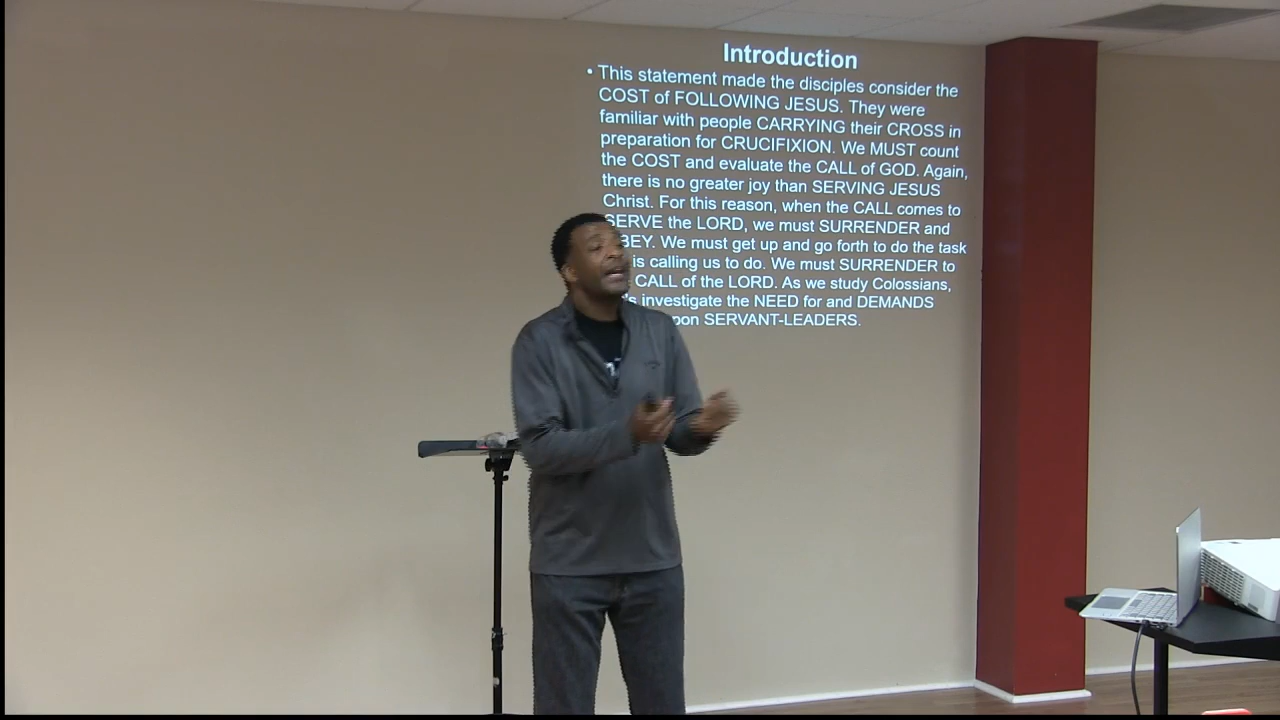 Introduction
• This statement made the disciples consider the
COST of FOLLOWING JESUS. They were
familiar with people CARRYING their CROSS in
preparation for CRUCIFIXION. We MUST count
the COST and evaluate the CALL of GOD. Again,
there is no greater joy than SERVING JESUS
Christ. For this reason, when the CALL comes to
SERVE the LORD, we must SURRENDER and
BEY. We must get up and go forth to do the task
is calling us to do. We must SURRENDER to
CALL of the LORD. As we study Colossians,
investigate the NEED for and DEMANDS
pon SERVANT-LEADERS.